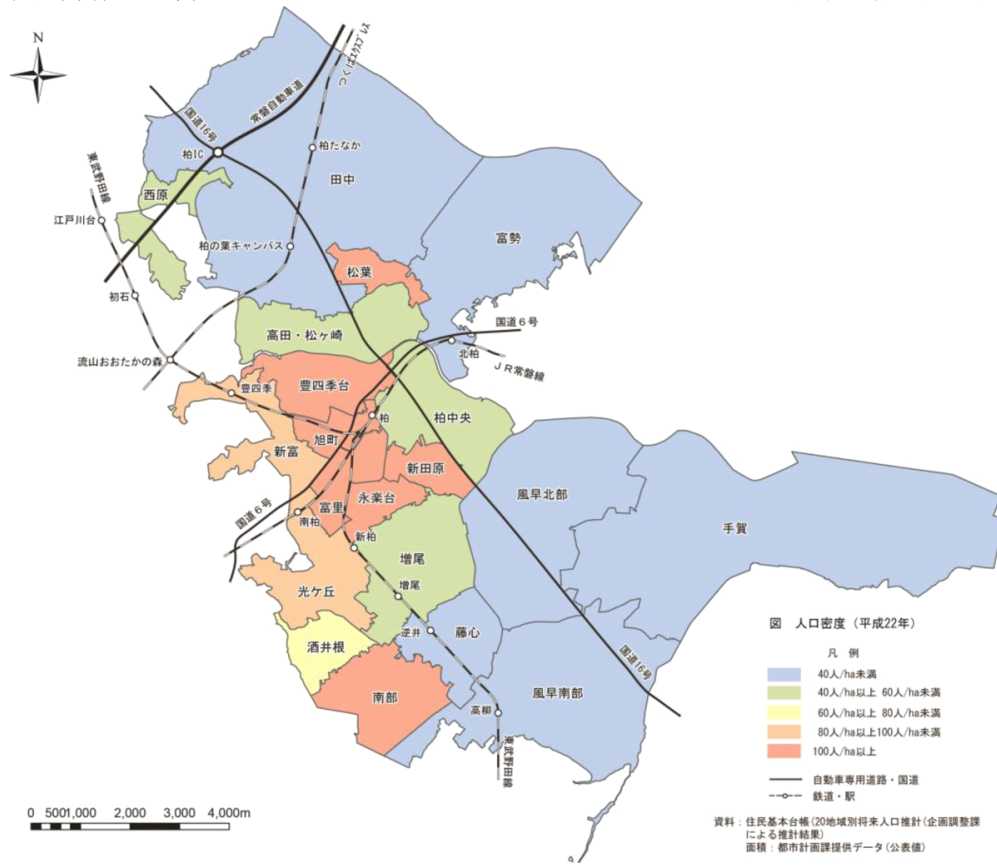 N
つくばエクスプレス
常磐自動車道
国道16号
柏IC
柏たなか
田中
東武野田線
西原
江戸川台
柏の葉キャンパス
富勢
松葉
初石
高田・松ヶ崎
国道6号
北柏
JR常磐線
流山おおたかの森
豊四季
豊四季台
柏
柏中央
旭町
新富
新田原
風早北部
永楽台
富里
国道6号
南柏
手賀
新柏
増尾
光ケ丘
増尾
逆井
藤心
酒井根
国道16号
風早南部
南部
高柳
東武野田線
図 人口密度(平成22年)
凡 例
40人/ha未満
40人/ha以上 60人/ha未満
60人/ha以上 80人/ha未満
80人/ha以上100人/ha未満
100人/ha以上
自動車専用道路・国道
鉄道・駅
0 500 1,000 2,000 3,000 4,000m
資料:住民基本台帳(20地域別将来人口推計(企画調整課
による推計結果)
面積:都市計画課提供データ(公表値)